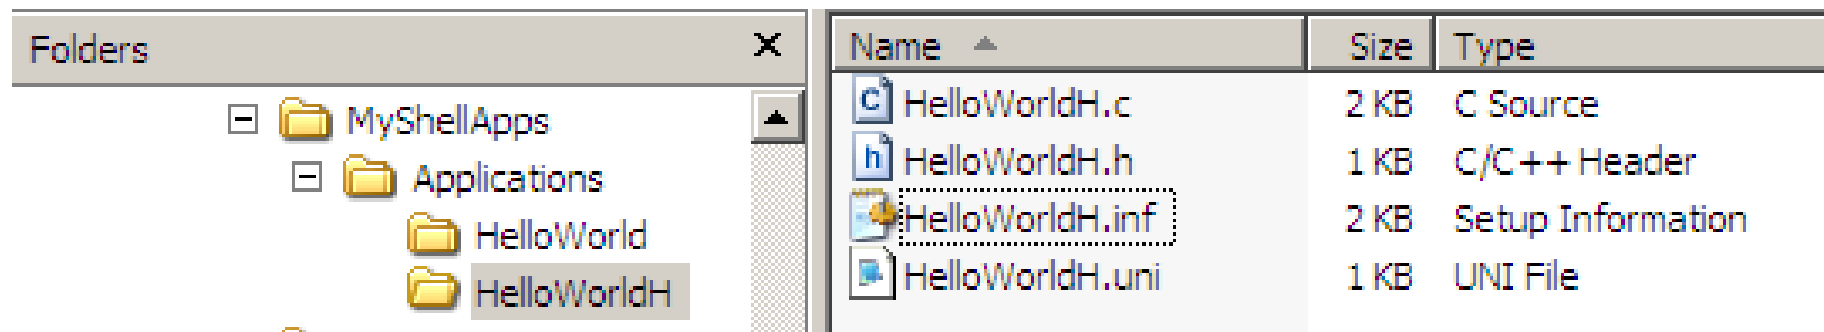 Folders
MyShellApps
Applications
HelloWorld
HelloWorldH
Name Size Type
HelloWorldH.c 2 KB C Source
HelloWorldH.h 1 KB C/C++ Header
HelloWorldH.inf 2 KB Setup Information
HelloWorldH.uni 1 KB UNI File